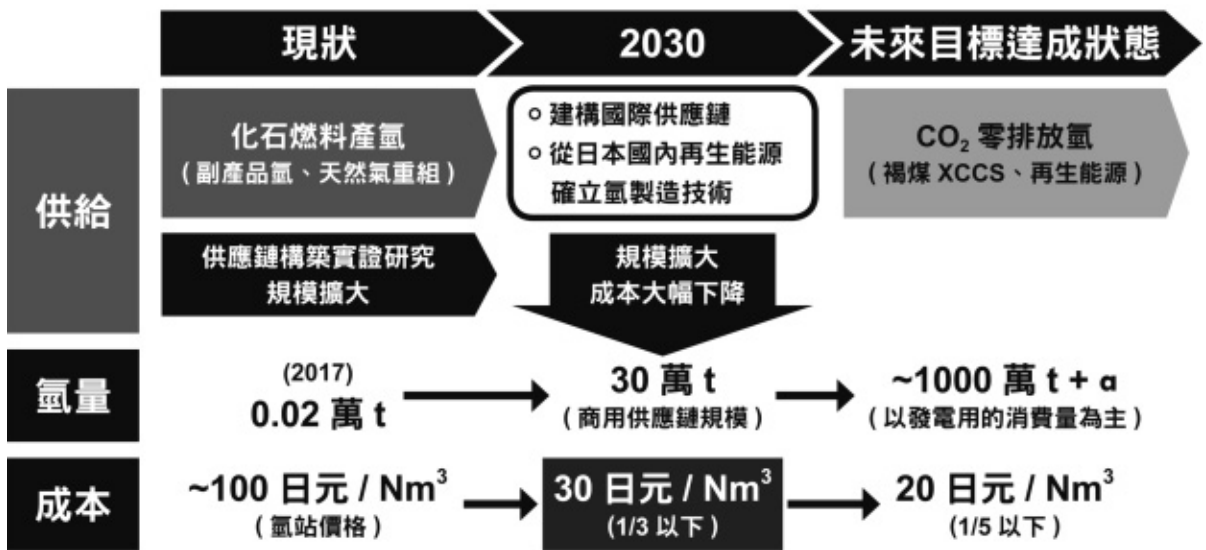 現狀
2030
未來目標達成狀態
供給
化石燃料產氫
(副產品氫、天然氣重組)
○ 建構國際供應鏈
○ 從日本國內再生能源
確立氫製造技術
CO₂ 零排放氫
(褐煤 XCCS、再生能源)
供應鏈構築實證研究
規模擴大
規模擴大
成本大幅下降
氫量
(2017)
0.02 萬 t
30 萬 t
(商用供應鏈規模)
~1000 萬 t + α
(以發電用的消費量為主)
成本
~100 日元 / Nm³
(氫站價格)
30 日元 / Nm³
(1/3 以下)
20 日元 / Nm³
(1/5 以下)